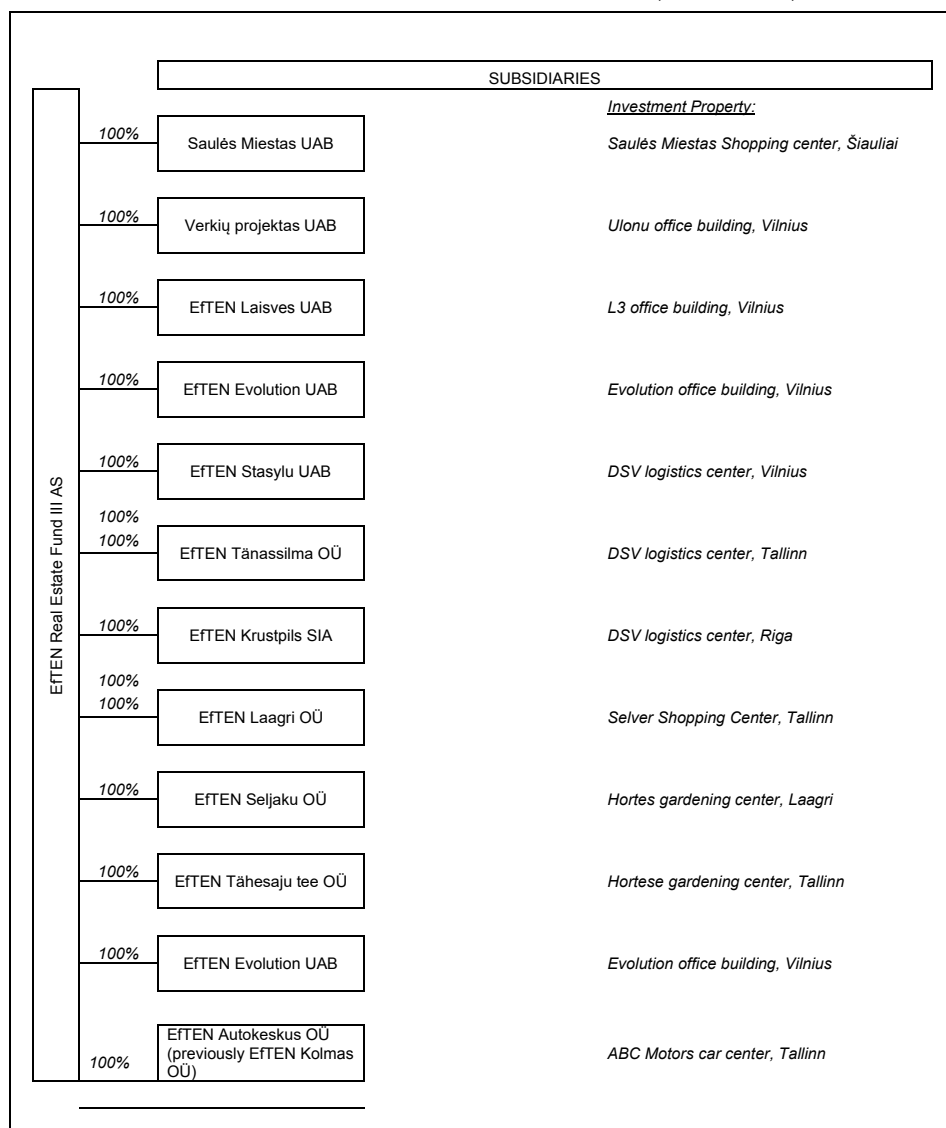 SUBSIDIARIES
EfTEN Real Estate Fund III AS
Investment Property:
100%
Saulės Miestas UAB
Saulės Miestas Shopping center, Šiauliai
100%
Verkių projektas UAB
Ulonu office building, Vilnius
100%
EfTEN Laisves UAB
L3 office building, Vilnius
100%
EfTEN Evolution UAB
Evolution office building, Vilnius
100%
EfTEN Stasylu UAB
DSV logistics center, Vilnius
100%
100%
EfTEN Tänassilma OÜ
DSV logistics center, Tallinn
100%
EfTEN Krustpils SIA
DSV logistics center, Riga
100%
100%
EfTEN Laagri OÜ
Selver Shopping Center, Tallinn
100%
EfTEN Seljaku OÜ
Hortes gardening center, Laagri
100%
EfTEN Tähesaju tee OÜ
Hortese gardening center, Tallinn
100%
EfTEN Evolution UAB
Evolution office building, Vilnius
100%
EfTEN Autokeskus OÜ
(previously EfTEN Kolmas
OÜ)
ABC Motors car center, Tallinn